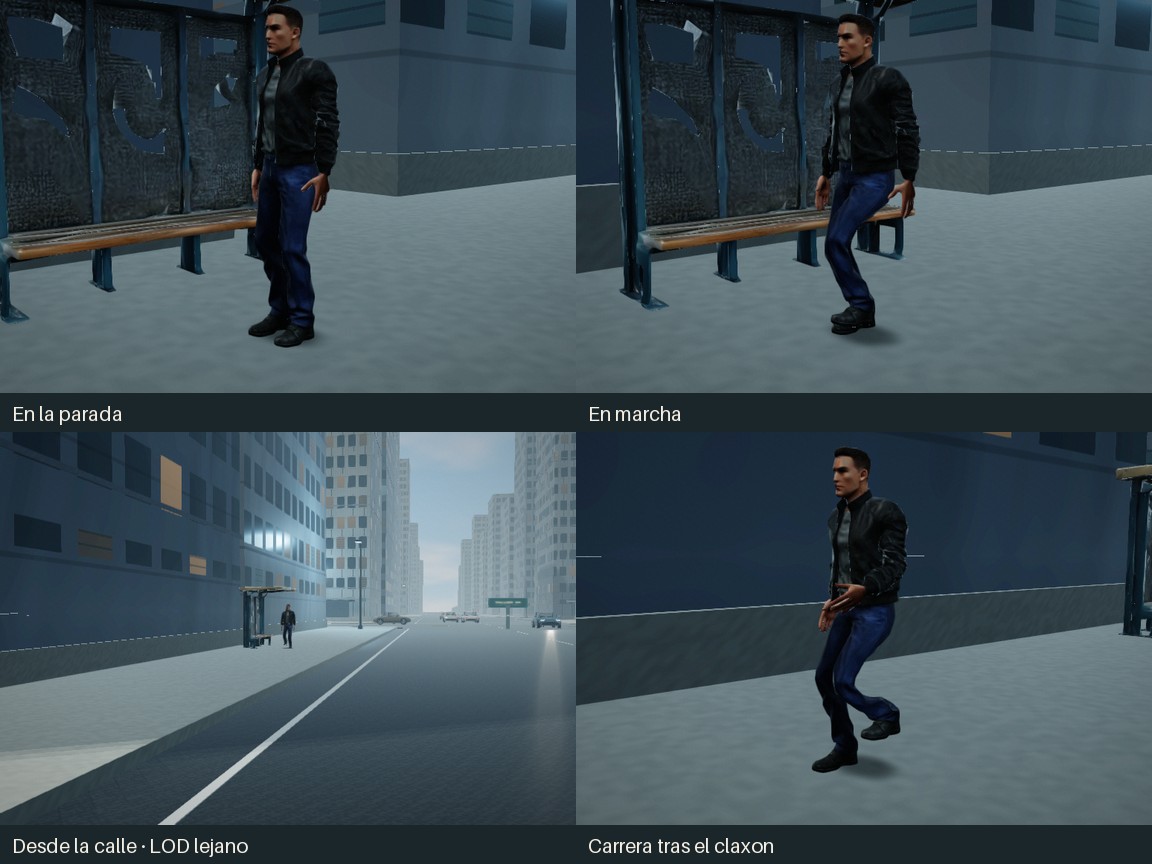 En la parada
En marcha
Desde la calle · LOD lejano
Carrera tras el claxon